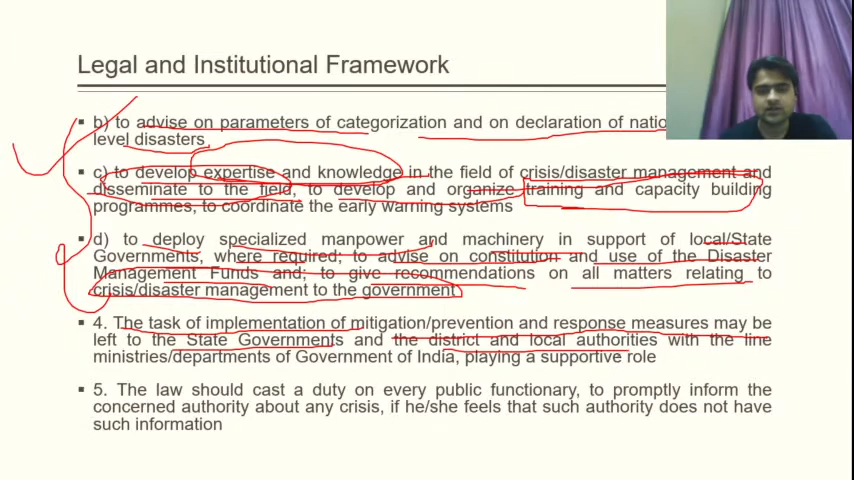 Legal and Institutional Framework
▪ b) to advise on parameters of categorization and on declaration of
level disasters,
▪ c) to develop expertise and knowledge in the field of crisis/disaster management and
disseminate to the field, to develop and organize training and capacity building
programmes, to coordinate the early warning systems
▪ d) to deploy specialized manpower and machinery in support of local/State
Governments, where required; to advise on constitution and use of the Disaster
Management Funds and; to give recommendations on all matters relating to
crisis/disaster management to the government
▪ 4. The task of implementation of mitigation/prevention and response measures may be
left to the State Governments and the district and local authorities with the line
ministries/departments of Government of India, playing a supportive role
▪ 5. The law should cast a duty on every public functionary, to promptly inform the
concerned authority about any crisis, if he/she feels that such authority does not have
such information